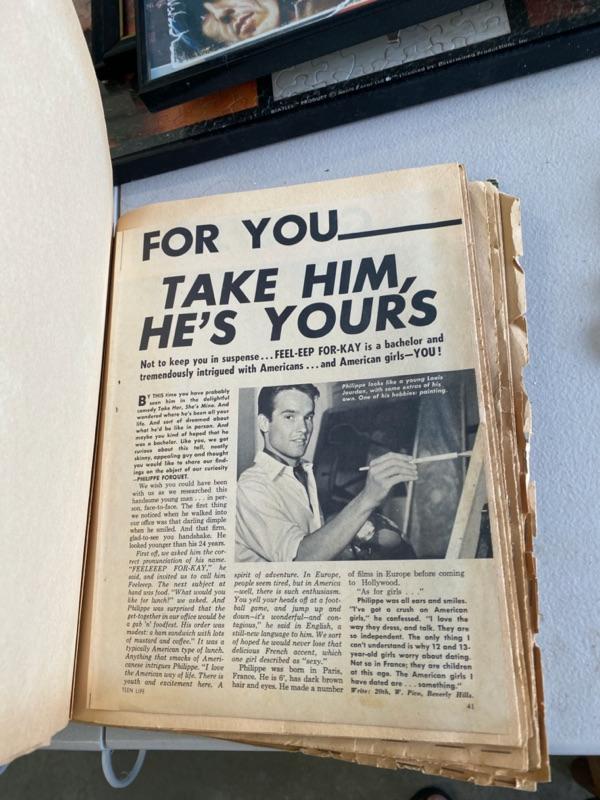 BEATLES™ PRODUCT © Apple Corps Ltd
FOR YOU
TAKE HIM,
HE'S YOURS
Not to keep you in suspense...FEEL-EEP FOR-KAY is a bachelor and
tremendously intrigued with Americans...and American girls—YOU!
BY THIS time you have probably
seen him in the delightful
comedy Take Her, She's Mine. And
wondered where he's been all your
life. And sort of dreamed about
what he'd be like in person. And
maybe you kind of hoped that he
was a bachelor. Like you, we got
curious about this tall, neatly
skinny, appealing guy and thought
you would like to share our find-
ings on the object of our curiosity
—PHILIPPE FORQUET.
We wish you could have been
with us as we researched this
handsome young man . . . in per-
son, face-to-face. The first thing
we noticed when he walked into
our office was that darling dimple
when he smiled. And that firm,
glad-to-see you handshake. He
looked younger than his 24 years.
First off, we asked him the cor-
rect pronunciation of his name.
"FEELEEEP FOR-KAY," he
said, and invited us to call him
Feeleep. The next subject at
hand was food. "What would you
like for lunch?" we asked. And
Philippe was surprised that the
get-together in our office would be
a gab 'n' foodfest. His order was
modest: a ham sandwich with lots
of mustard and coffee." It was a
typically American type of lunch.
Anything that smacks of Ameri-
canese intrigues Philippe. "I love
the American way of life. There is
youth and excitement here. A
TEEN LIFE
Philippe looks like a young Louis
Jourdan, with some extras of his
own. One of his hobbies: painting.
spirit of adventure. In Europe,
people seem tired, but in America
—well, there is such enthusiasm.
You yell your heads off at a foot-
ball game, and jump up and
down—it's wonderful—and con-
tagious," he said in English, a
still-new language to him. We sort
of hoped he would never lose that
delicious French accent, which
one girl described as "sexy."
Philippe was born in Paris,
France. He is 6', has dark brown
hair and eyes. He made a number
of films in Europe before coming
to Hollywood.
"As for girls . . ."
Philippe was all ears and smiles.
"I've got a crush on American
girls," he confessed. "I love the
way they dress, and talk. They are
so independent. The only thing I
can't understand is why 12 and 13-
year-old girls worry about dating.
Not so in France; they are children
at this age. The American girls I
have dated are . . . something."
Write: 20th, W. Pico, Beverly Hills.
41